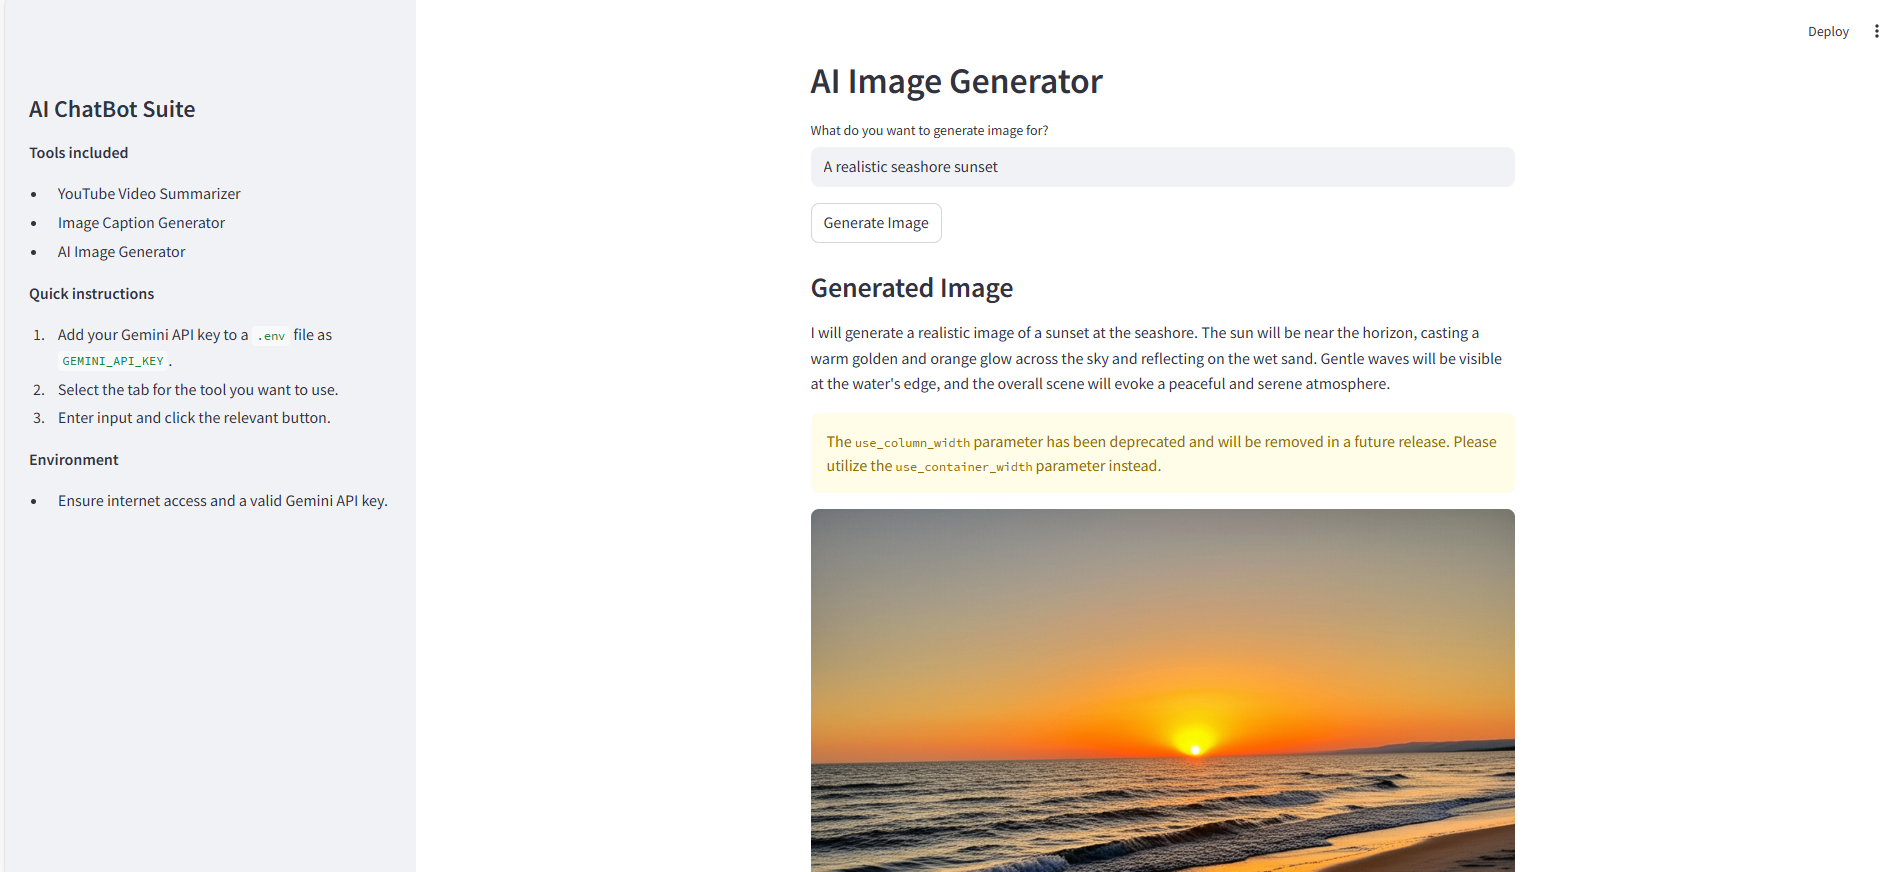 Deploy
AI ChatBot Suite
Tools included
• YouTube Video Summarizer
• Image Caption Generator
• AI Image Generator
Quick instructions
1. Add your Gemini API key to a .env file as
GEMINI_API_KEY .
2. Select the tab for the tool you want to use.
3. Enter input and click the relevant button.
Environment
• Ensure internet access and a valid Gemini API key.
AI Image Generator
What do you want to generate image for?
A realistic seashore sunset
Generate Image
Generated Image
I will generate a realistic image of a sunset at the seashore. The sun will be near the horizon, casting a
warm golden and orange glow across the sky and reflecting on the wet sand. Gentle waves will be visible
at the water's edge, and the overall scene will evoke a peaceful and serene atmosphere.
The use_column_width parameter has been deprecated and will be removed in a future release. Please
utilize the use_container_width parameter instead.